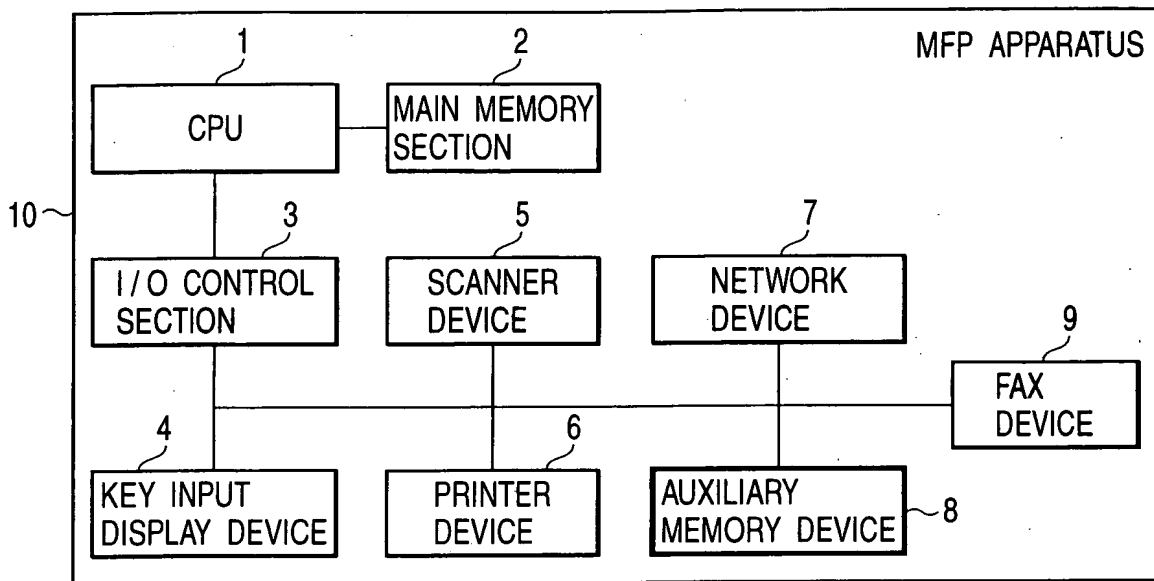 MFP APPARATUS
1
2
CPU
MAIN MEMORY
SECTION
10
3
5
7
I/O CONTROL
SECTION
SCANNER
DEVICE
NETWORK
DEVICE
9
FAX
DEVICE
4
6
KEY INPUT
DISPLAY DEVICE
PRINTER
DEVICE
AUXILIARY
MEMORY DEVICE
8